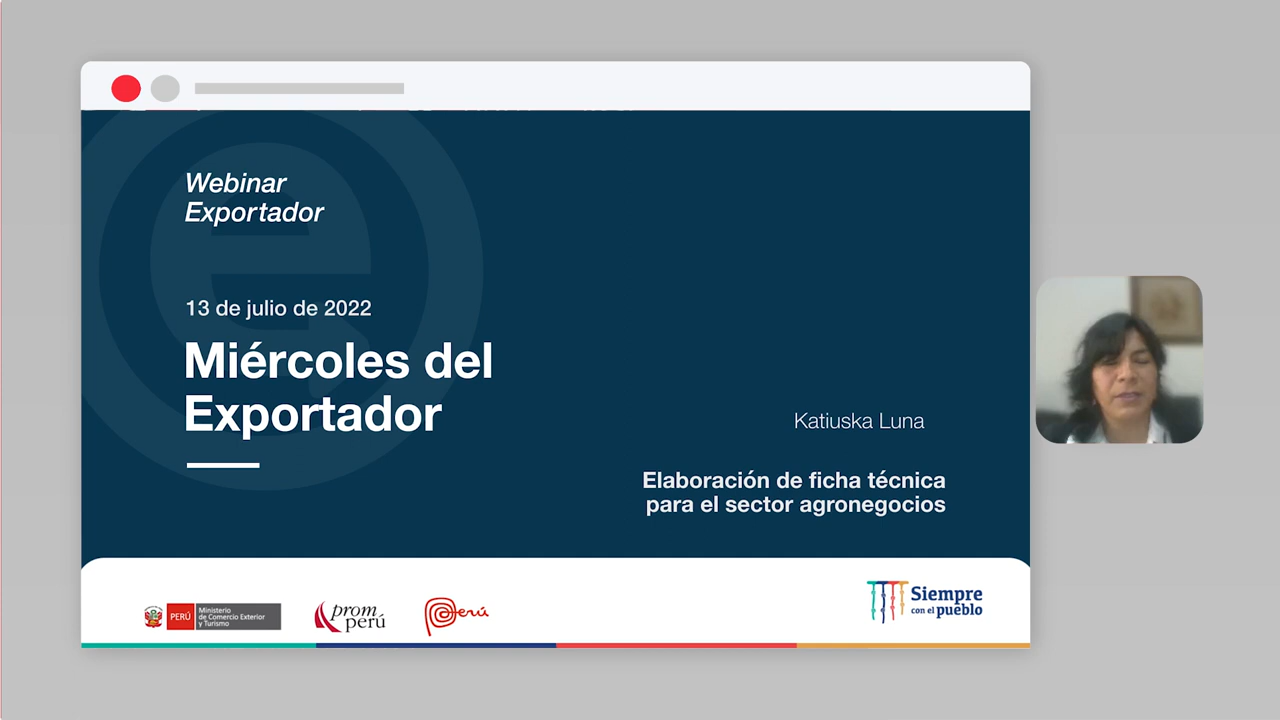 Webinar
Exportador
13 de julio de 2022
Miércoles del
Exportador
Katiuska Luna
Elaboración de ficha técnica
para el sector agronegocios
PERÚ
Ministerio
de Comercio Exterior
y Turismo
prom
perú
Perú
Siempre
con el pueblo